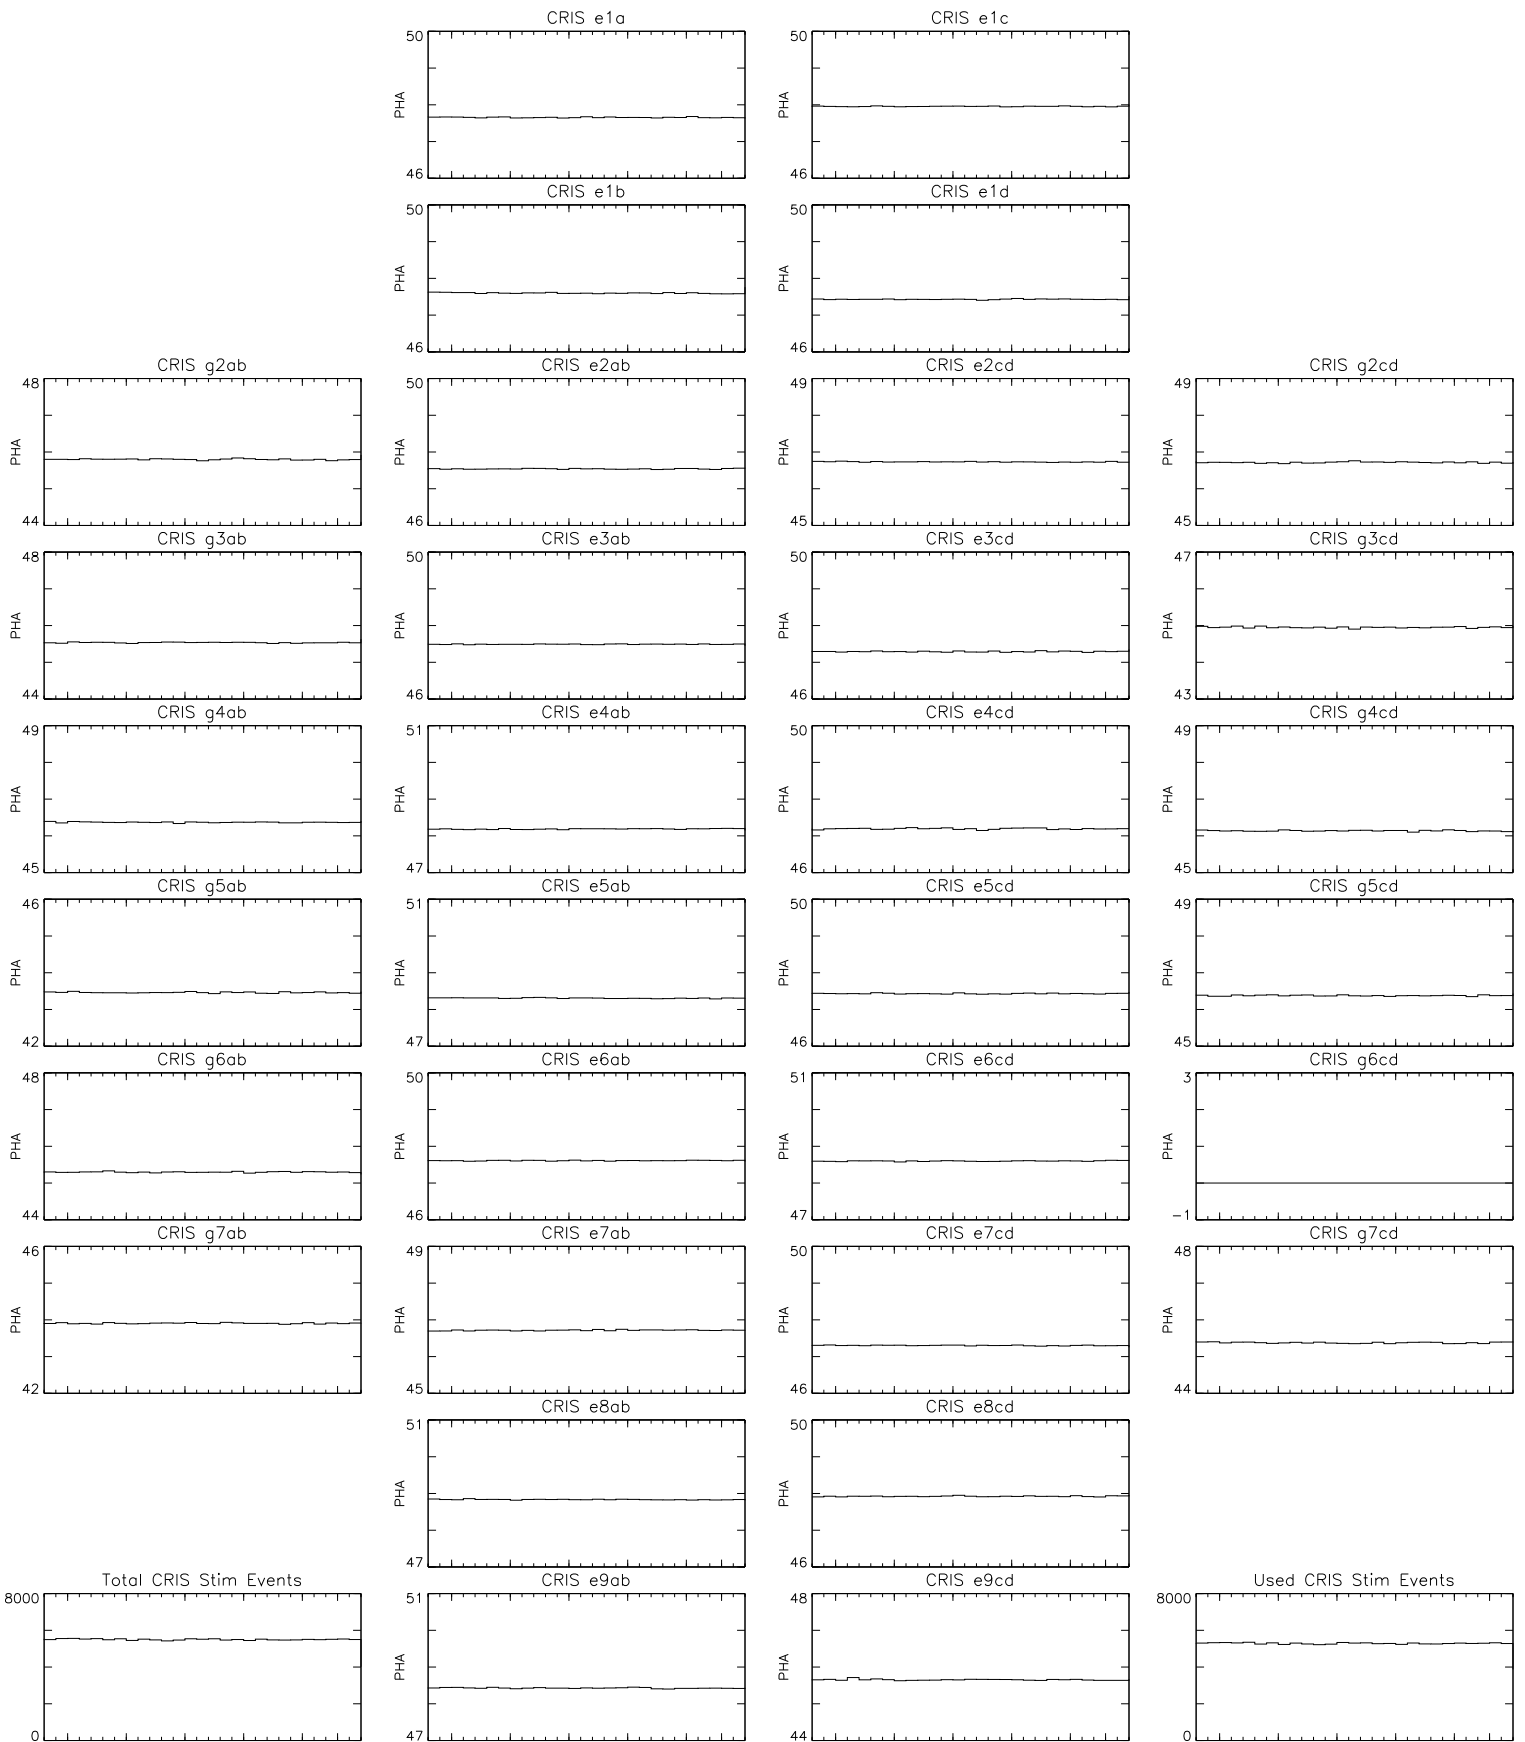 CRIS e1a
CRIS e1c
50
PHA
46
50
PHA
46
CRIS e1b
CRIS e1d
50
PHA
46
50
PHA
46
CRIS g2ab
CRIS e2ab
CRIS e2cd
CRIS g2cd
48
PHA
44
50
PHA
46
49
PHA
45
49
PHA
45
CRIS g3ab
CRIS e3ab
CRIS e3cd
CRIS g3cd
48
PHA
44
50
PHA
46
50
PHA
46
47
PHA
43
CRIS g4ab
CRIS e4ab
CRIS e4cd
CRIS g4cd
49
PHA
45
51
PHA
47
50
PHA
46
49
PHA
45
CRIS g5ab
CRIS e5ab
CRIS e5cd
CRIS g5cd
46
PHA
42
51
PHA
47
50
PHA
46
49
PHA
45
CRIS g6ab
CRIS e6ab
CRIS e6cd
CRIS g6cd
48
PHA
44
50
PHA
46
51
PHA
47
3
PHA
-1
CRIS g7ab
CRIS e7ab
CRIS e7cd
CRIS g7cd
46
PHA
42
49
PHA
45
50
PHA
46
48
PHA
44
CRIS e8ab
CRIS e8cd
51
PHA
47
50
PHA
46
Total CRIS Stim Events
CRIS e9ab
CRIS e9cd
Used CRIS Stim Events
8000
0
51
PHA
47
48
PHA
44
8000
0